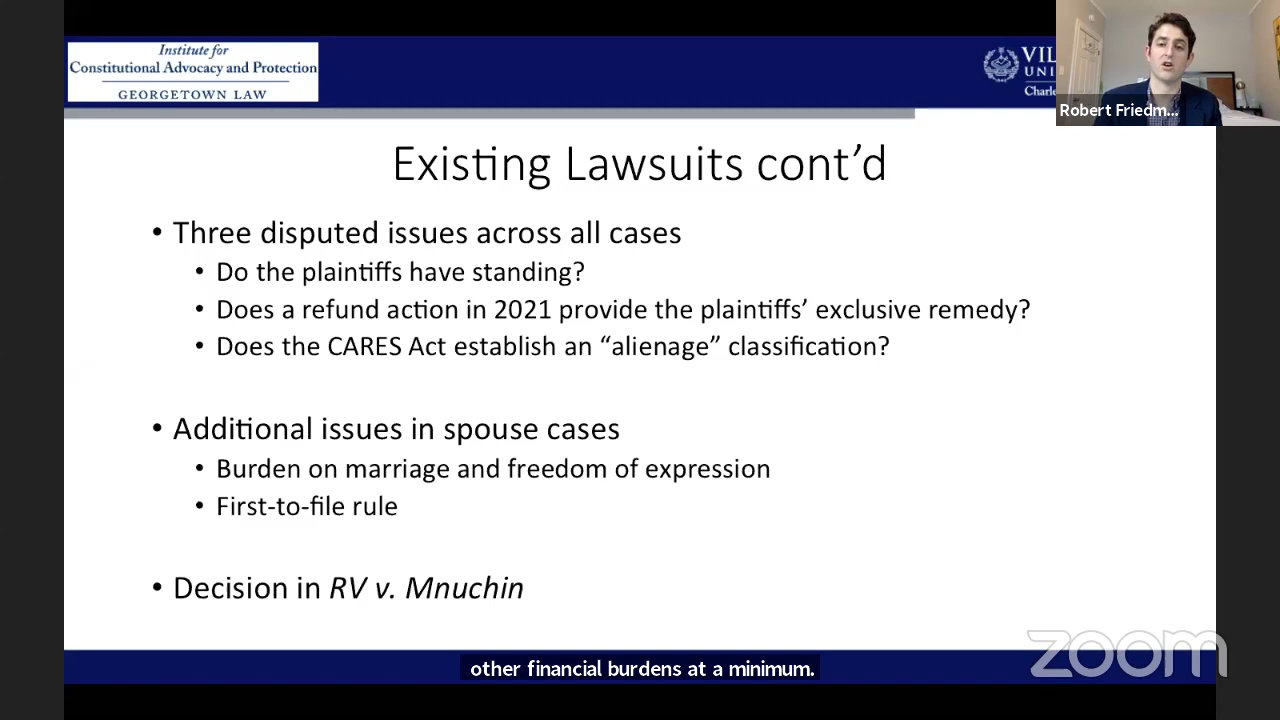 Institute for
Constitutional Advocacy and Protection
GEORGETOWN LAW
VIL
UNI
Charle
Robert Friedm...
Existing Lawsuits cont’d
• Three disputed issues across all cases
• Do the plaintiffs have standing?
• Does a refund action in 2021 provide the plaintiffs’ exclusive remedy?
• Does the CARES Act establish an “alienage” classification?
• Additional issues in spouse cases
• Burden on marriage and freedom of expression
• First-to-file rule
• Decision in RV v. Mnuchin
other financial burdens at a minimum.
zoom